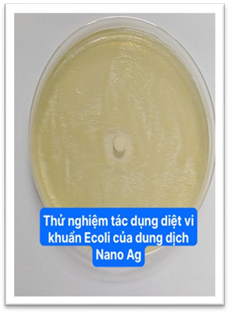 Thử nghiệm tác dụng diệt vi
khuẩn Ecoli của dung dịch
Nano Ag